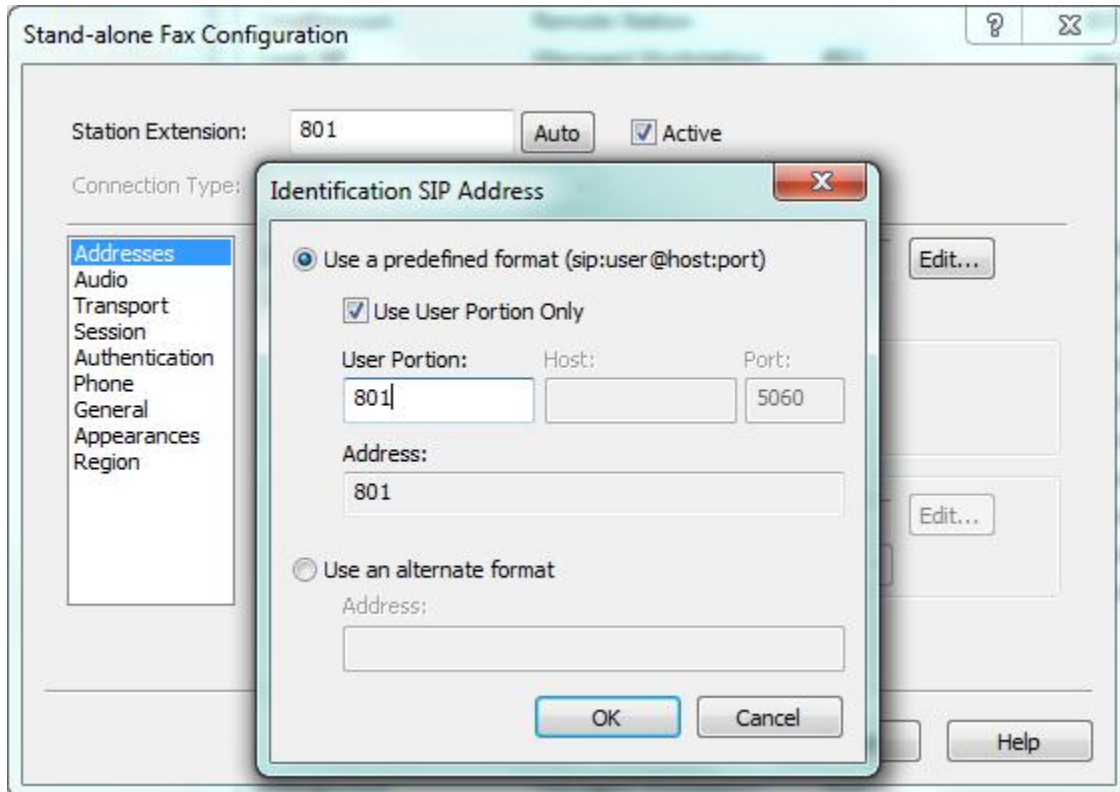 Stand-alone Fax Configuration
Station Extension: 801 Auto Active
Connection Type:
Identification SIP Address
Addresses
Audio
Transport
Session
Authentication
Phone
General
Appearances
Region
Use a predefined format (sip:user@host:port)
Edit...
Use User Portion Only
User Portion: Host: Port:
801 5060
Address:
801
Edit...
Use an alternate format
Address:
OK Cancel
Help